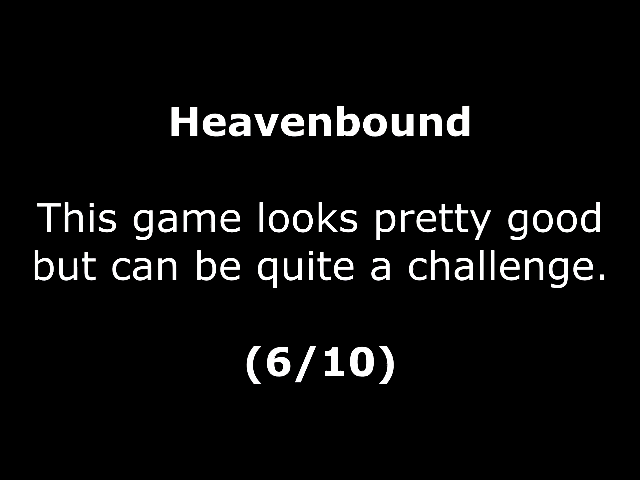 Heavenbound
This game looks pretty good
but can be quite a challenge.
(6/10)